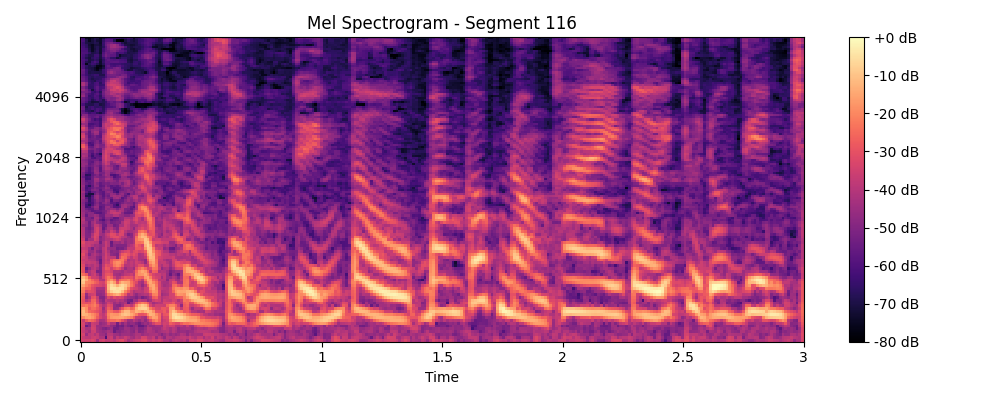 Mel Spectrogram - Segment 116
+0 dB
-10 dB
-20 dB
-30 dB
-40 dB
-50 dB
-60 dB
-70 dB
-80 dB
Frequency
4096
2048
1024
512
0
0
0.5
1
1.5
2
2.5
3
Time